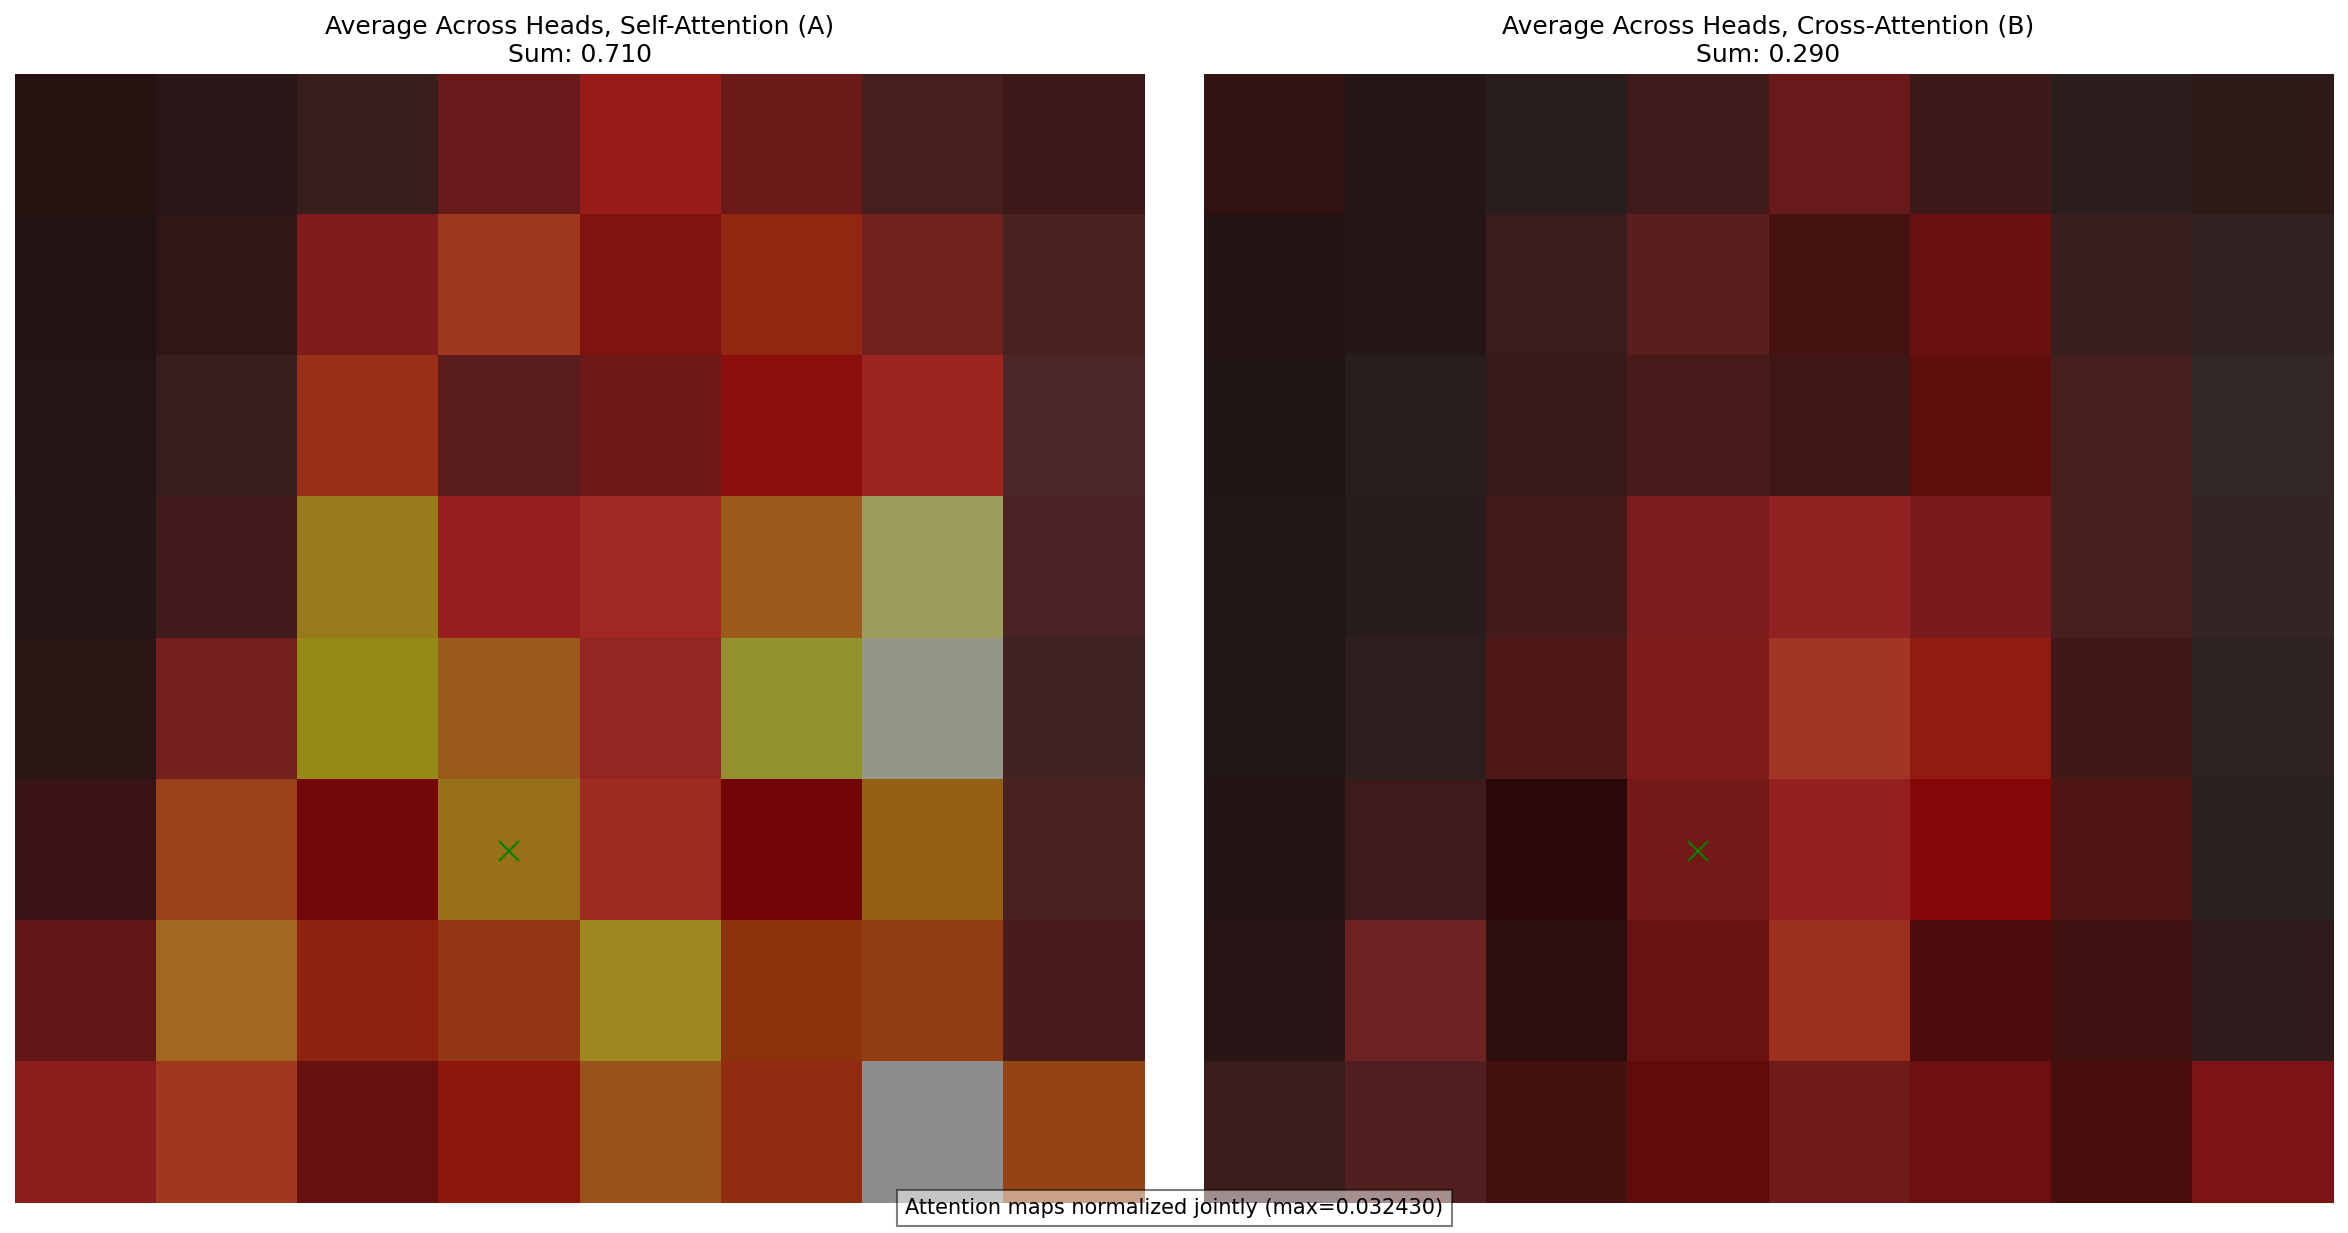 Average Across Heads, Self-Attention (A)
Sum: 0.710
Average Across Heads, Cross-Attention (B)
Sum: 0.290
Attention maps normalized jointly (max=0.032430)